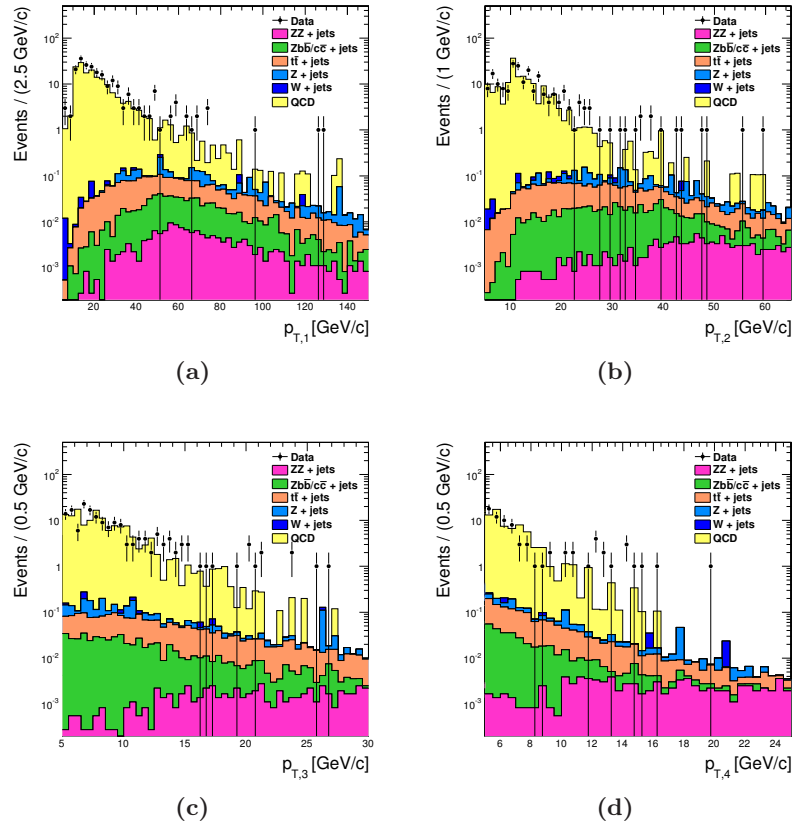 Events / (2.5 GeV/c)
10²
10
1
10⁻¹
10⁻²
10⁻³
Data
ZZ + jets
Zbb̅/cc̅ + jets
tt̅ + jets
Z + jets
W + jets
QCD
20 40 60 80 100 120 140
p_T,1 [GeV/c]
(a)
Events / (1 GeV/c)
10²
10
1
10⁻¹
10⁻²
10⁻³
Data
ZZ + jets
Zbb̅/cc̅ + jets
tt̅ + jets
Z + jets
W + jets
QCD
10 20 30 40 50 60
p_T,2 [GeV/c]
(b)
Events / (0.5 GeV/c)
10²
10
1
10⁻¹
10⁻²
10⁻³
Data
ZZ + jets
Zbb̅/cc̅ + jets
tt̅ + jets
Z + jets
W + jets
QCD
5 10 15 20 25 30
p_T,3 [GeV/c]
(c)
Events / (0.5 GeV/c)
10²
10
1
10⁻¹
10⁻²
10⁻³
Data
ZZ + jets
Zbb̅/cc̅ + jets
tt̅ + jets
Z + jets
W + jets
QCD
6 8 10 12 14 16 18 20 22 24
p_T,4 [GeV/c]
(d)